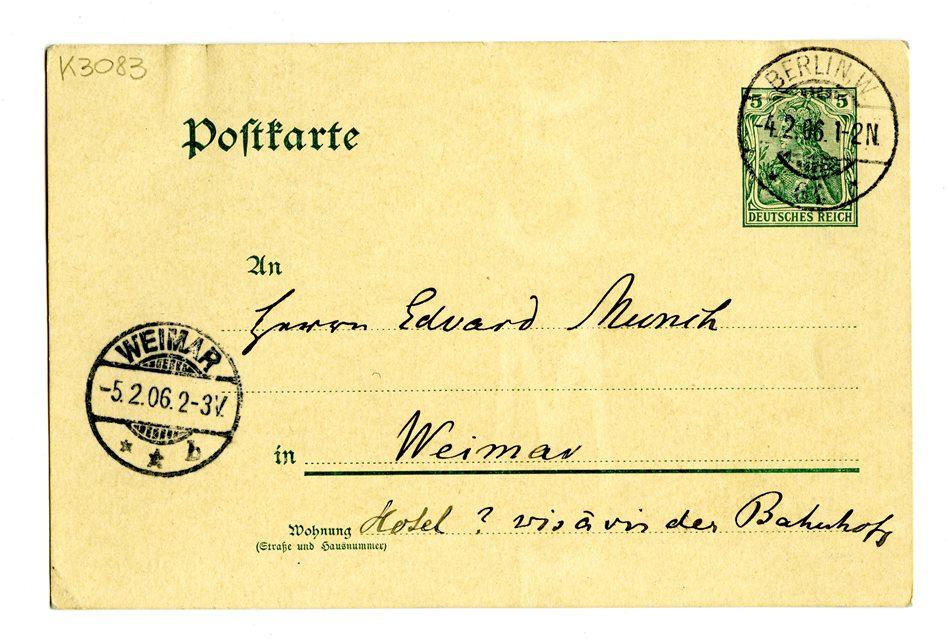 K3083
Postkarte
BERLIN.W.
5 5
-4.2.06.1-2N.
DEUTSCHES REICH
An
Herrn Edvard Munch
WEIMAR
-5.2.06.2-3V.
b
in Weimar
Wohnung Hotel ? vis à vis der Bahnhofs
(Straße und Hausnummer)